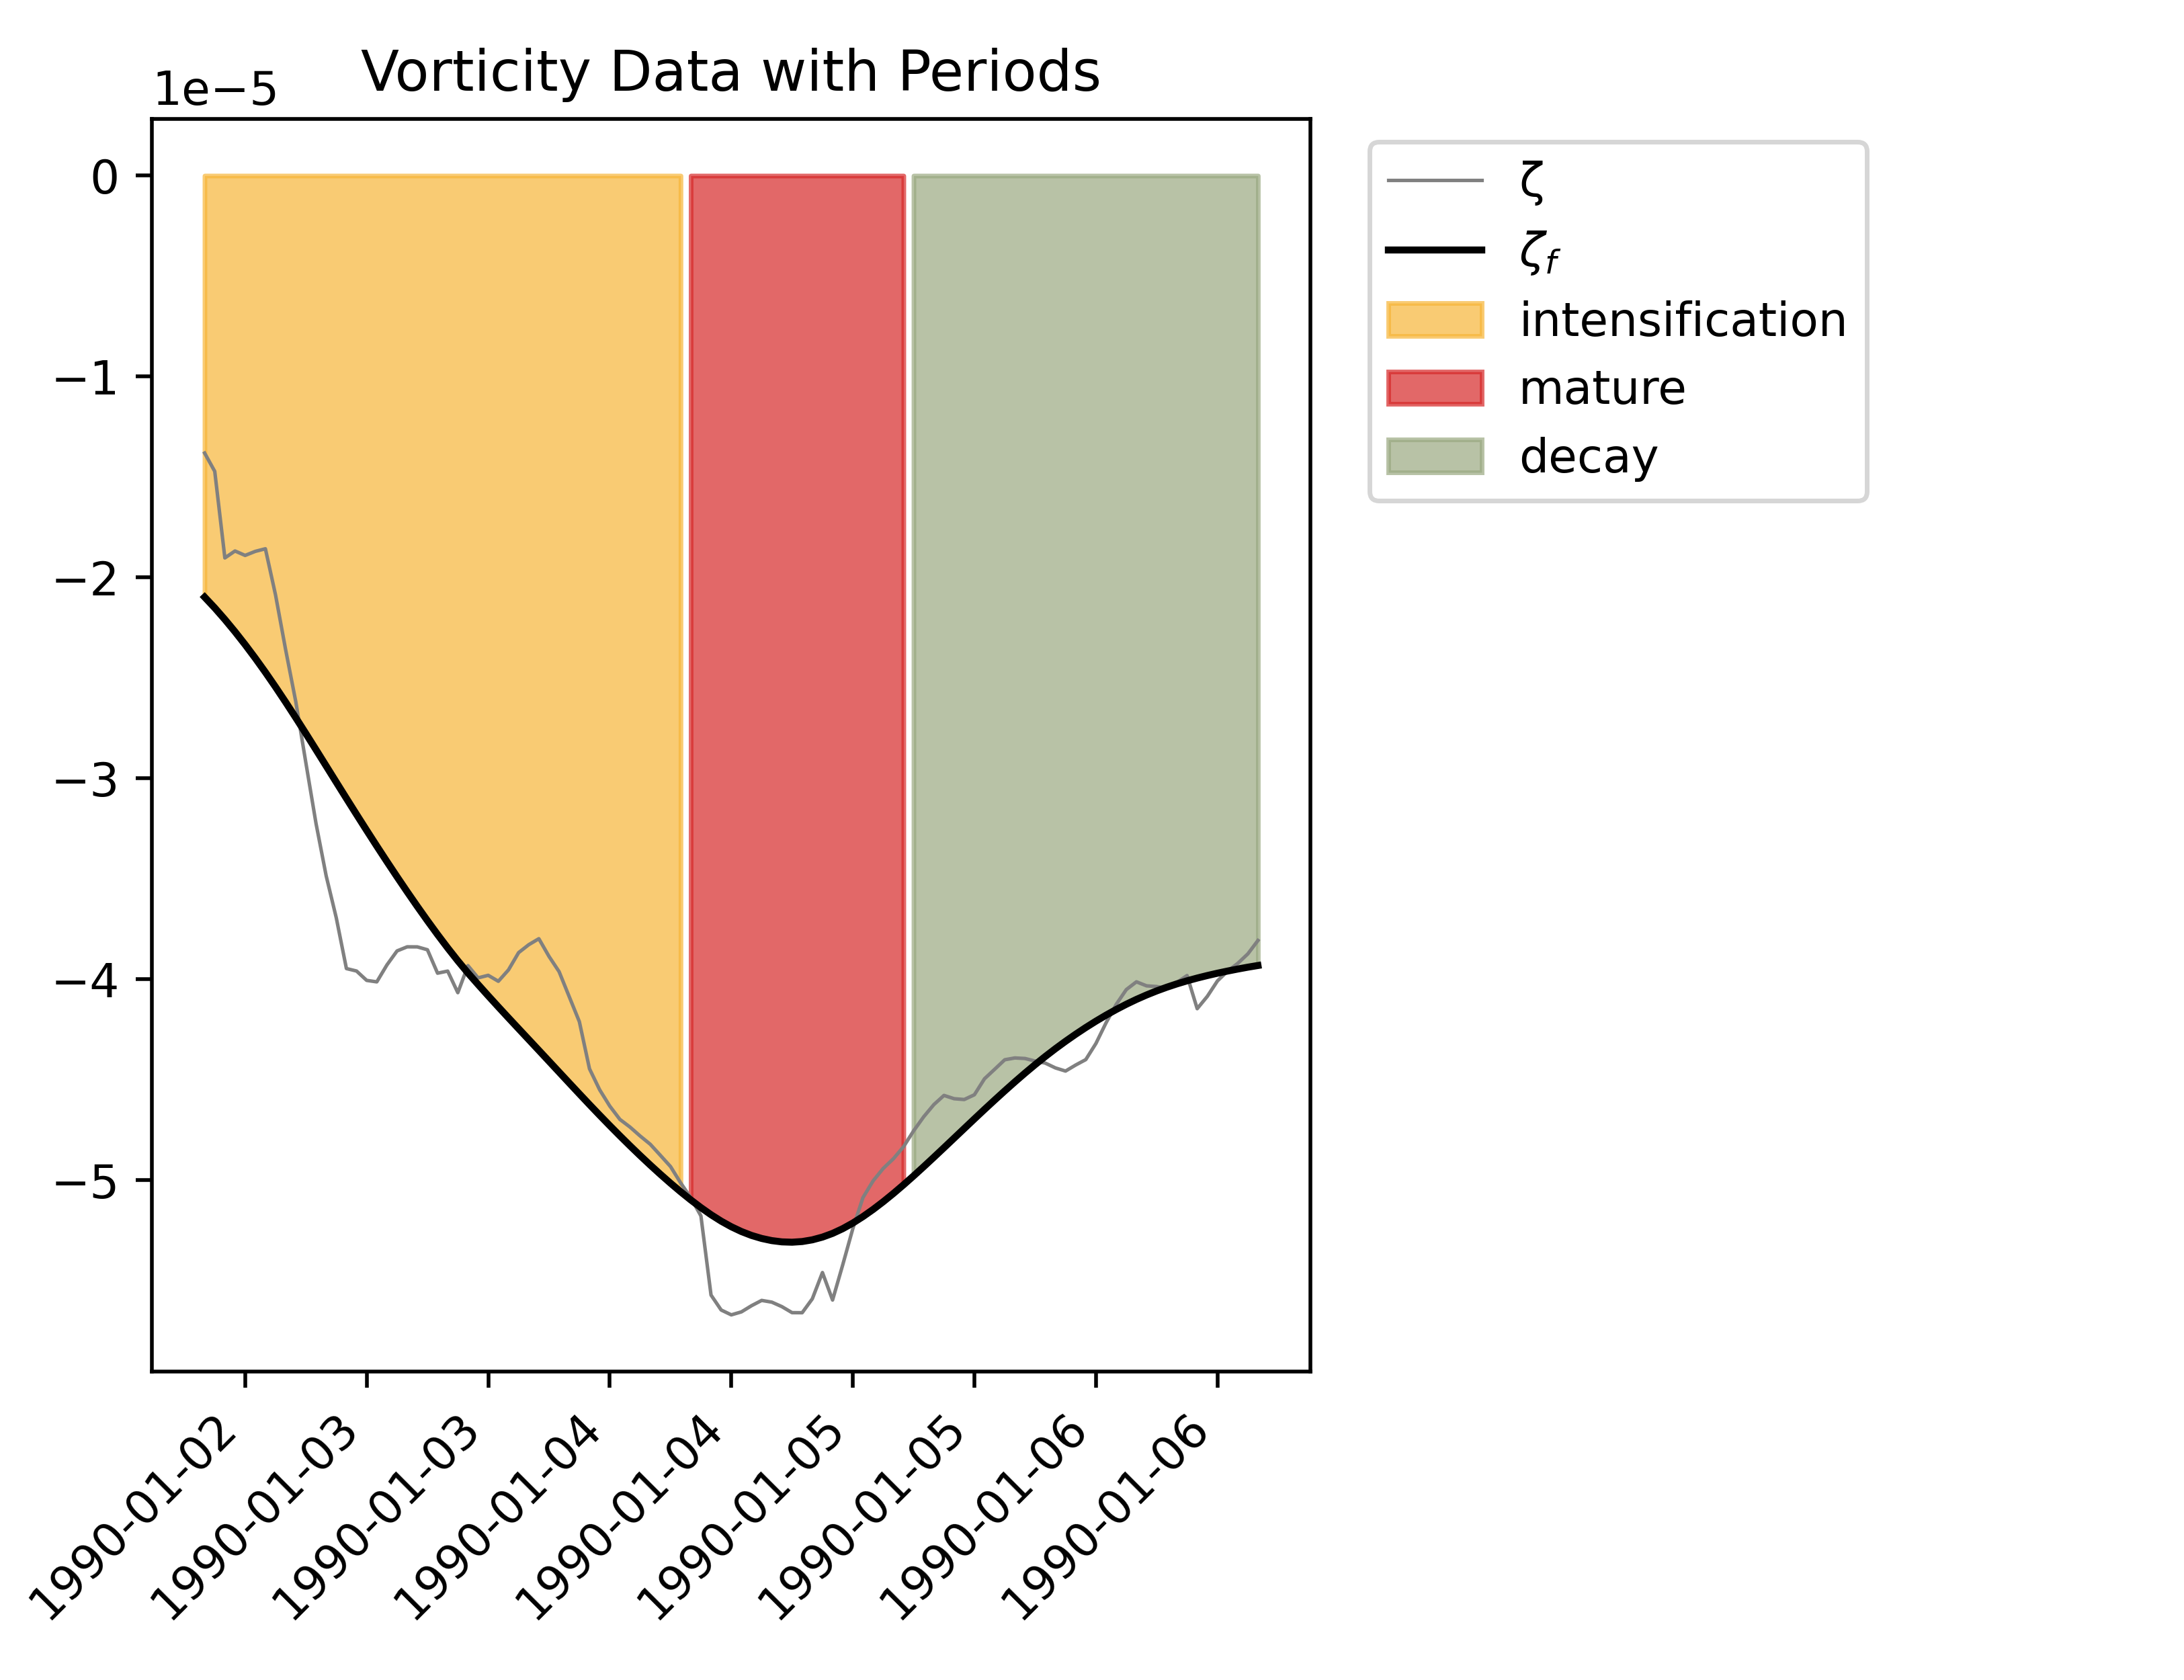 Vorticity Data with Periods
1e−5
0
−1
−2
−3
−4
−5
1990-01-02
1990-01-03
1990-01-03
1990-01-04
1990-01-04
1990-01-05
1990-01-05
1990-01-06
1990-01-06
ζ
ζf
intensification
mature
decay